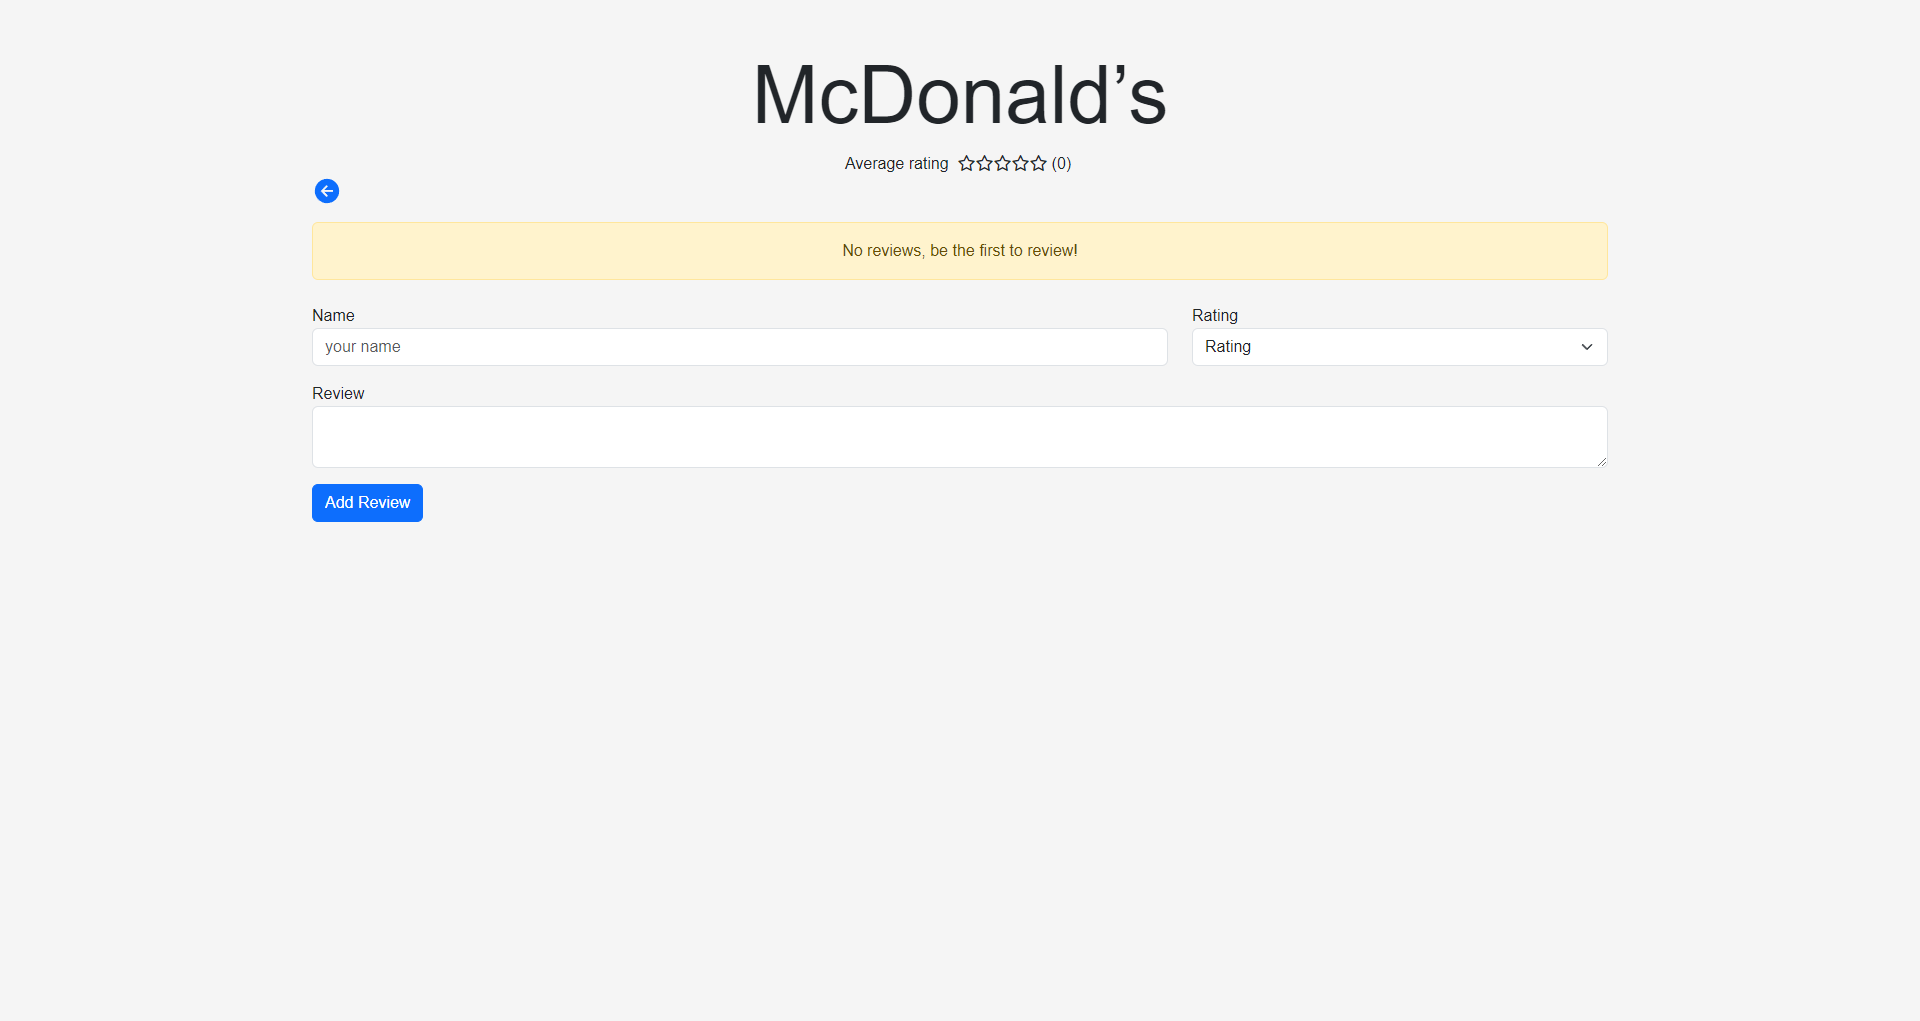 McDonald’s
Average rating (0)
No reviews, be the first to review!
Name
Rating
your name
Rating
Review
Add Review